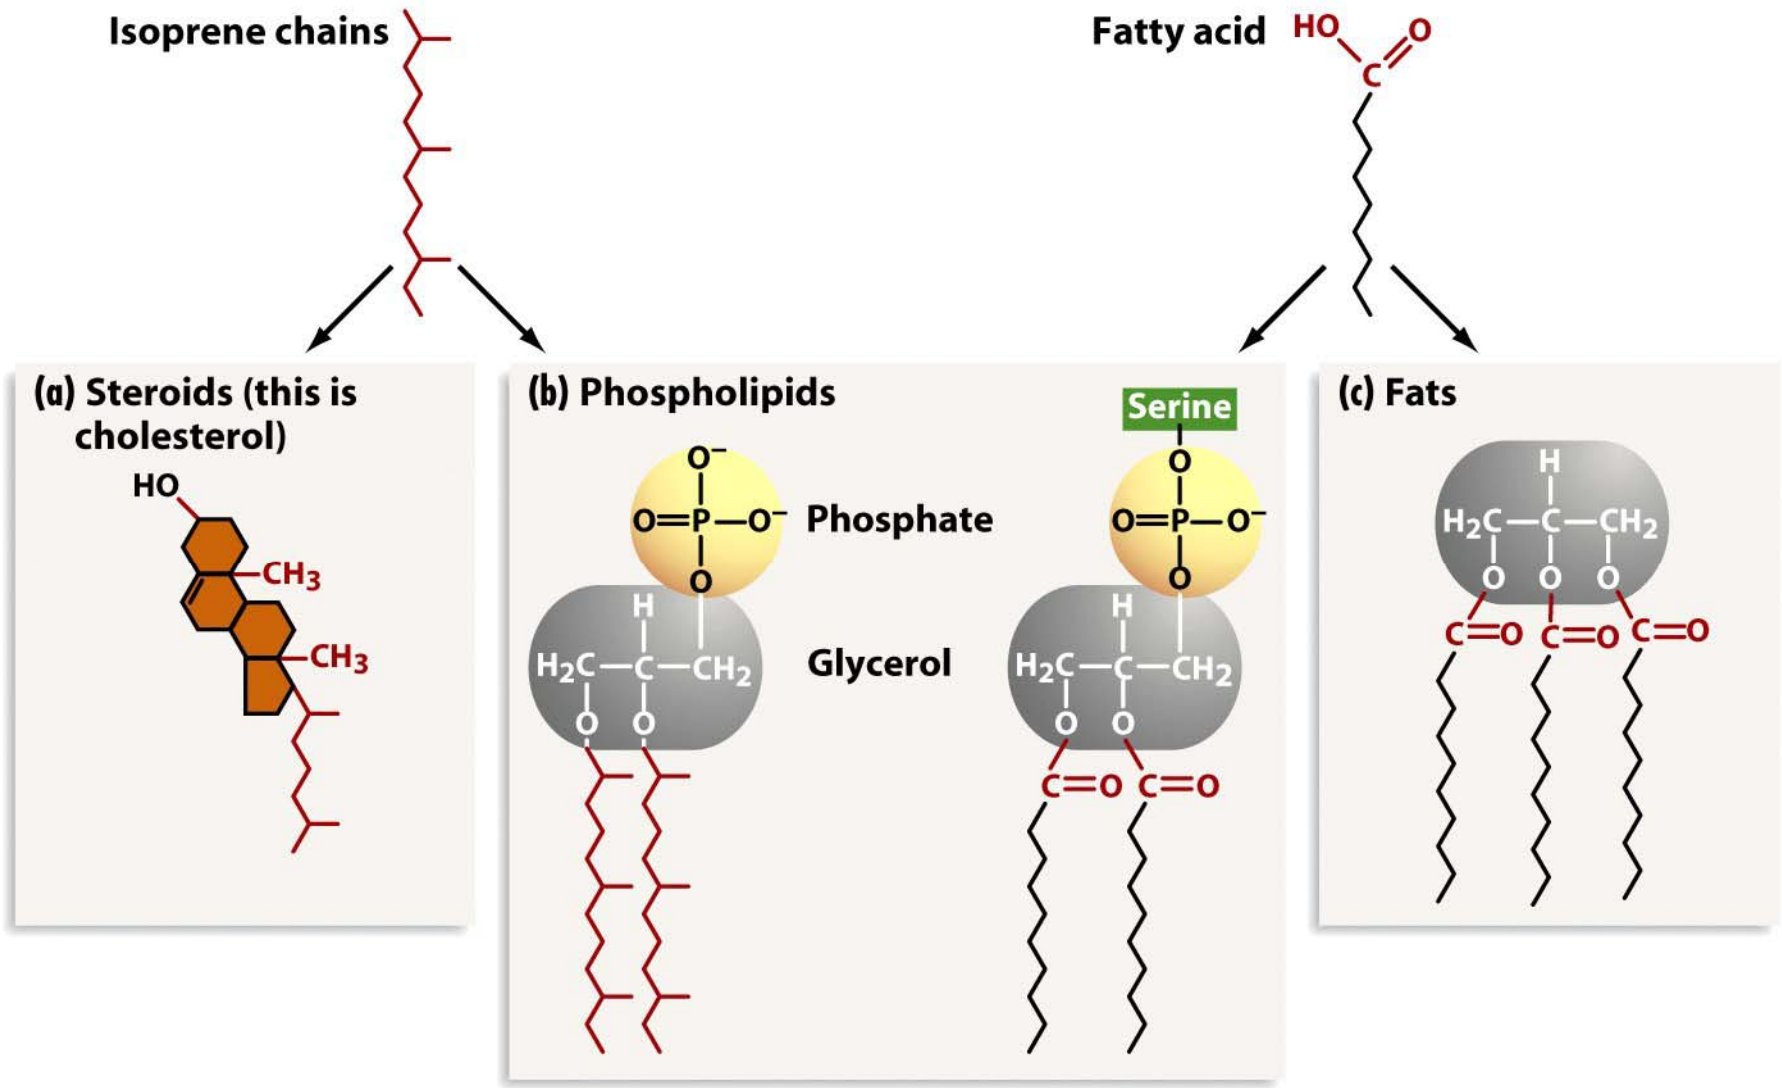 Isoprene chains
Fatty acid
HO
O
C
(a) Steroids (this is
cholesterol)
HO
CH₃
CH₃
(b) Phospholipids
O⁻
O=P—O⁻
O
Phosphate
H
H₂C—C—CH₂
O O
Glycerol
Serine
O
O=P—O⁻
O
H
H₂C—C—CH₂
O O
C=O C=O
(c) Fats
H
H₂C—C—CH₂
O O O
C=O C=O C=O